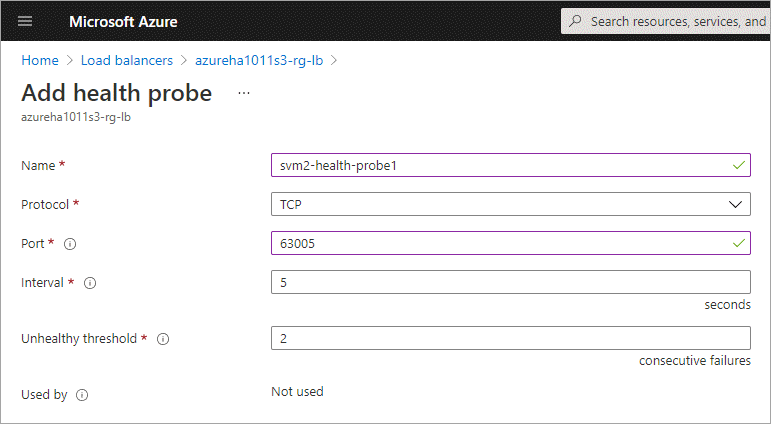 Microsoft Azure
Search resources, services, and
Home > Load balancers > azureha1011s3-rg-lb >
Add health probe ...
azureha1011s3-rg-lb
Name * svm2-health-probe1
Protocol * TCP
Port * 63005
Interval * 5
seconds
Unhealthy threshold * 2
consecutive failures
Used by Not used